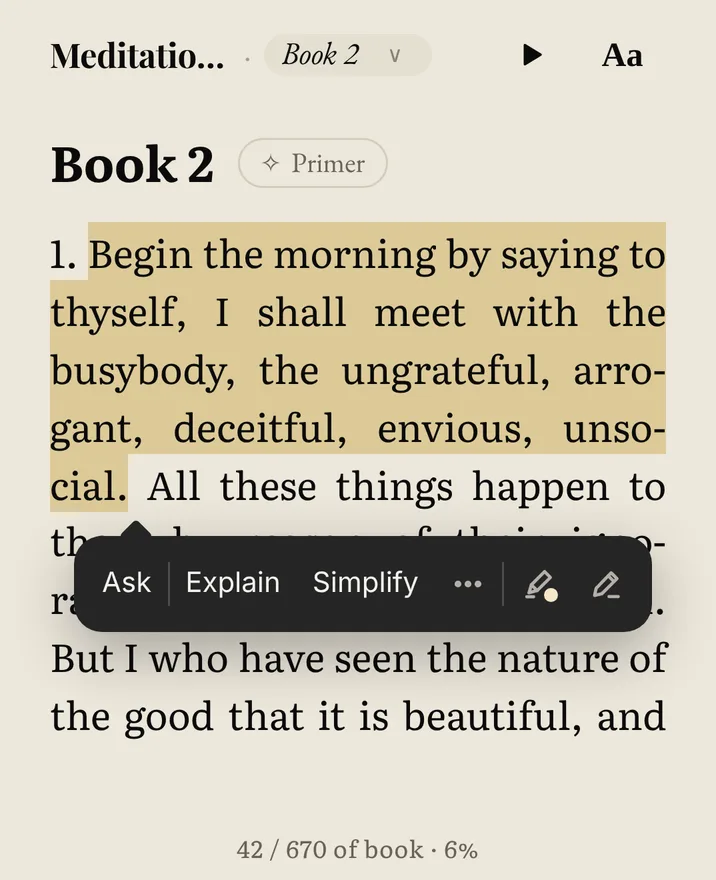 Meditatio... · Book 2 ∨ Aa
Book 2 Primer
1. Begin the morning by saying to
thyself, I shall meet with the
busybody, the ungrateful, arro-
gant, deceitful, envious, unso-
cial. All these things happen to
Ask Explain Simplify •••
But I who have seen the nature of
the good that it is beautiful, and
42 / 670 of book · 6%